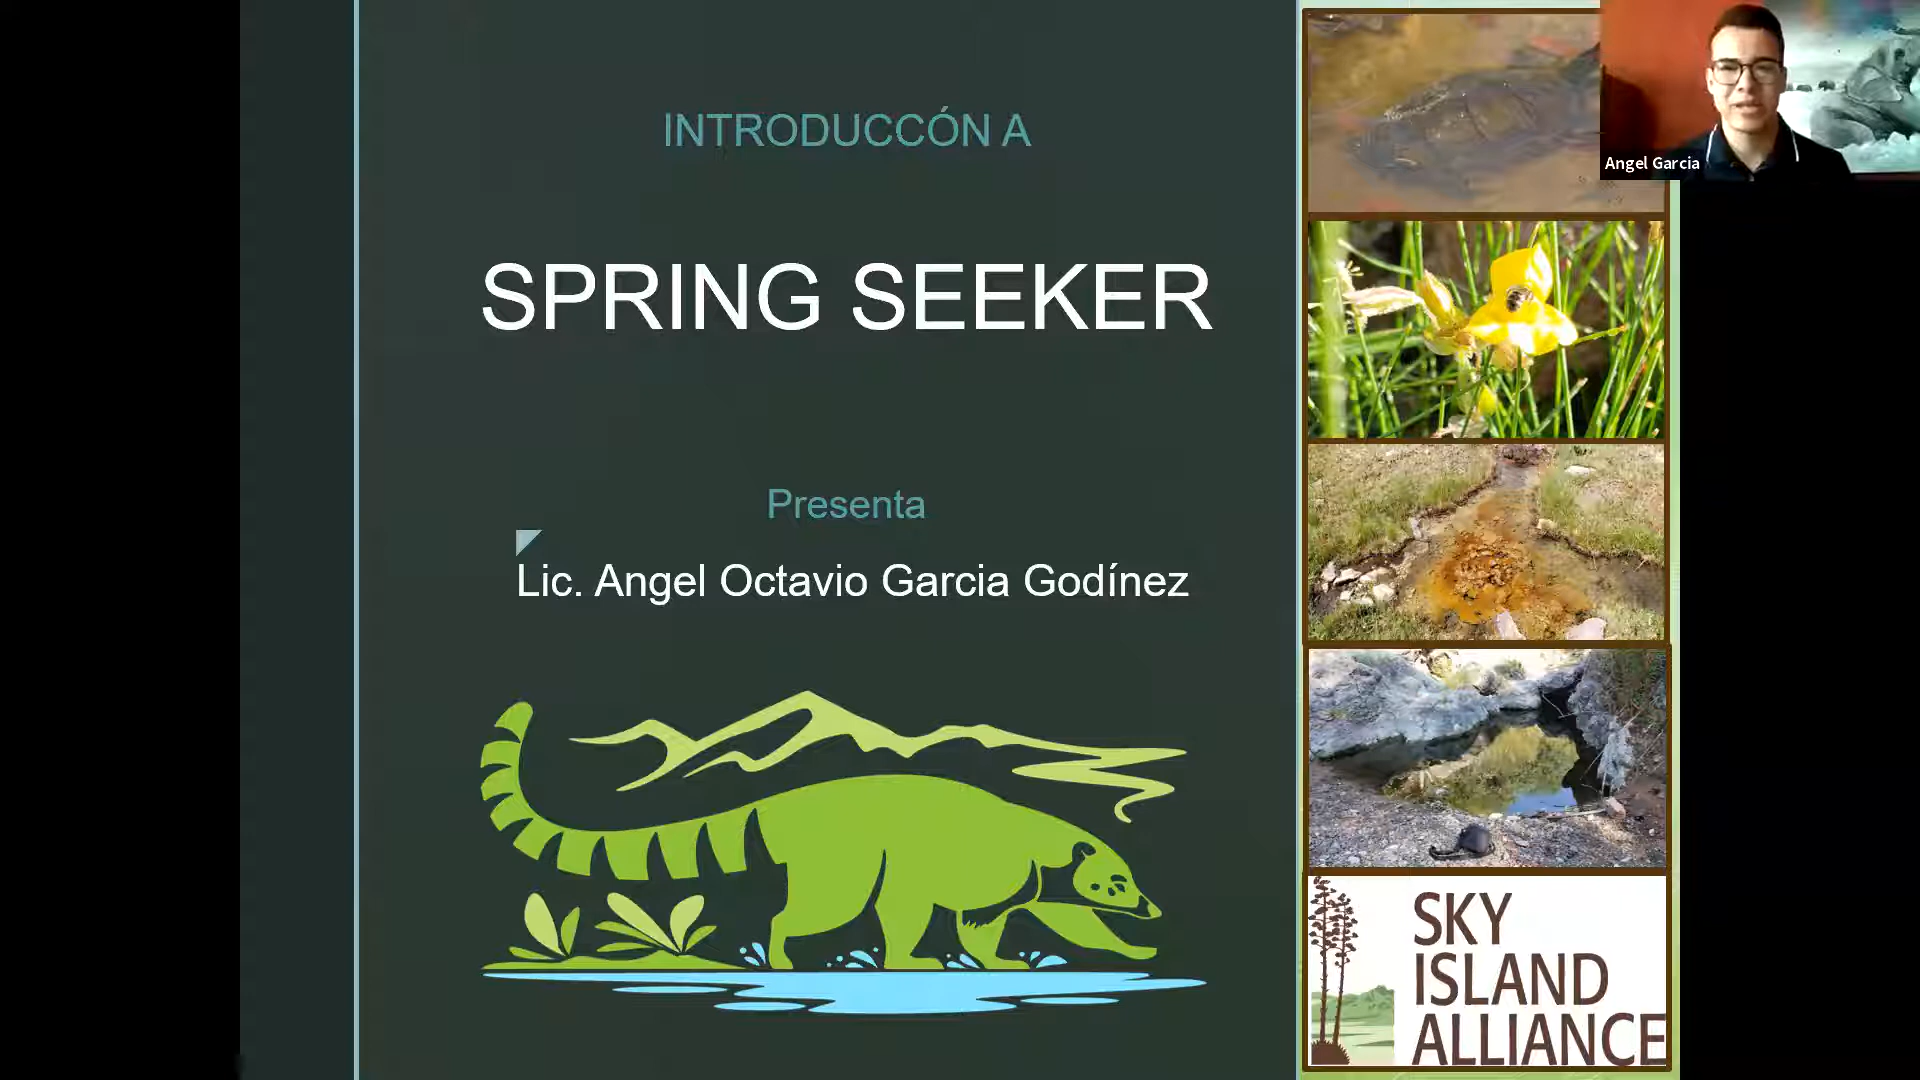 INTRODUCCÓN A
SPRING SEEKER
Presenta
Lic. Angel Octavio Garcia Godínez
Angel Garcia
SKY
ISLAND
ALLIANCE